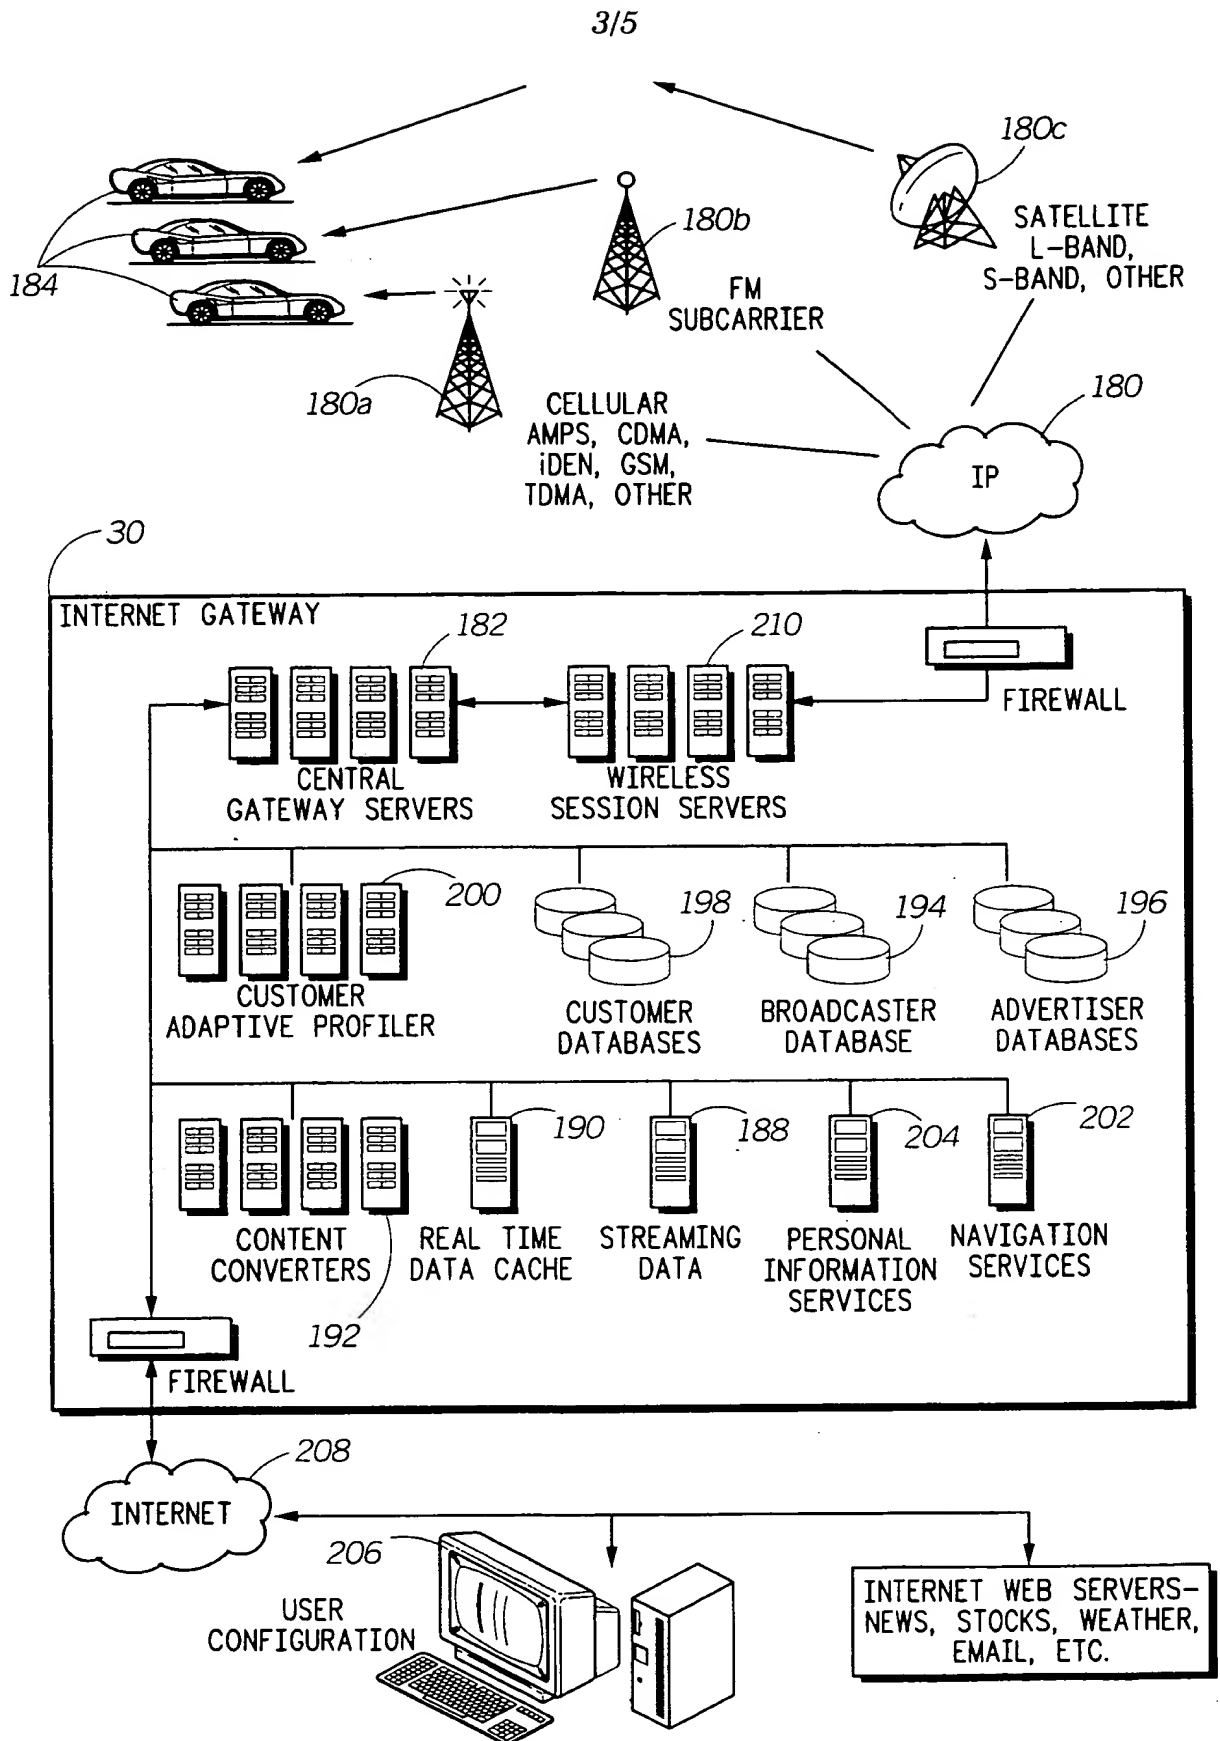 3/5
180c
180b
SATELLITE
L-BAND,
S-BAND, OTHER
184
FM
SUBCARRIER
180a
180
CELLULAR
AMPS, CDMA,
iDEN, GSM,
TDMA, OTHER
IP
30
INTERNET GATEWAY
182
210
FIREWALL
CENTRAL
GATEWAY SERVERS
WIRELESS
SESSION SERVERS
200
198
194
196
CUSTOMER
ADAPTIVE PROFILER
CUSTOMER
DATABASES
BROADCASTER
DATABASE
ADVERTISER
DATABASES
190
188
204
202
CONTENT
CONVERTERS
REAL TIME
DATA CACHE
STREAMING
DATA
PERSONAL
INFORMATION
SERVICES
NAVIGATION
SERVICES
192
FIREWALL
208
INTERNET
206
USER
CONFIGURATION
INTERNET WEB SERVERS-
NEWS, STOCKS, WEATHER,
EMAIL, ETC.